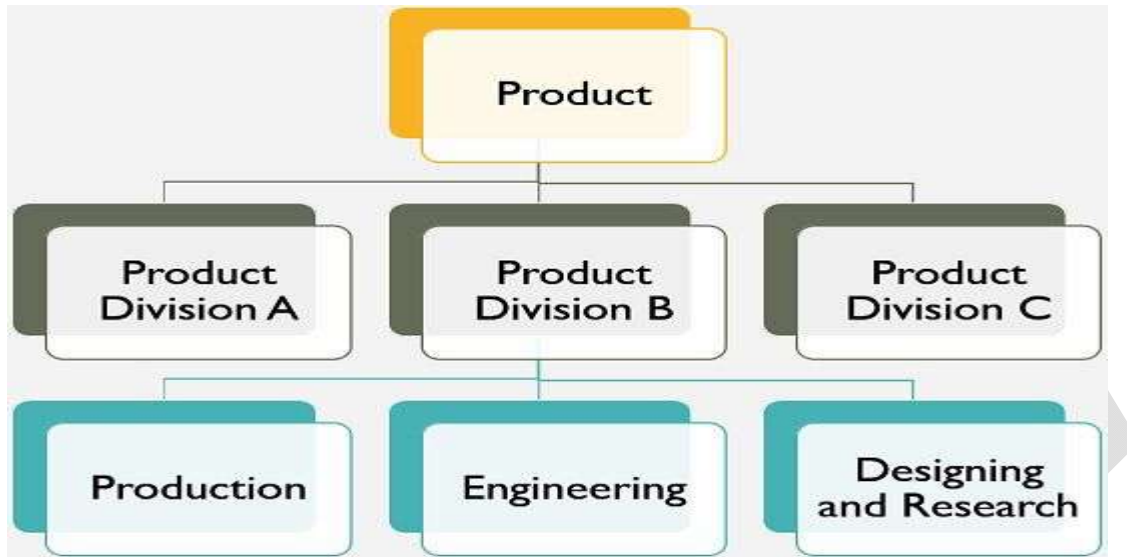 Product
Product
Division A
Product
Division B
Product
Division C
Production
Engineering
Designing
and Research